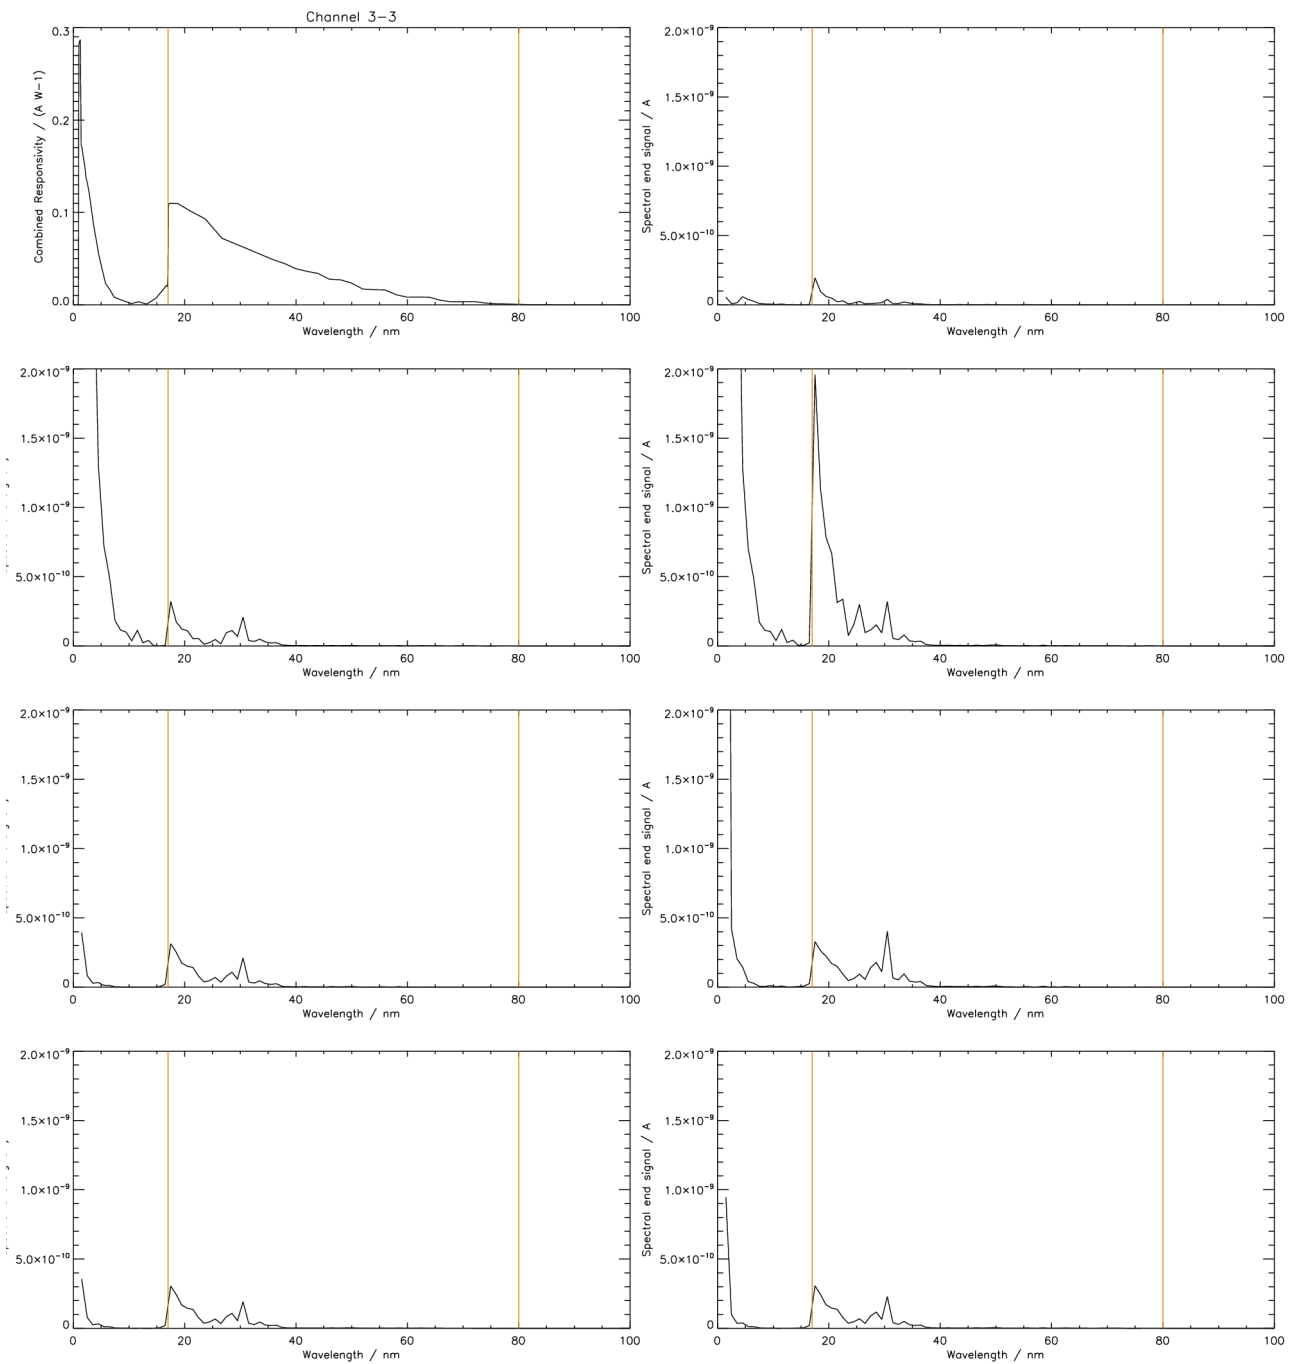 Channel 3−3
Combined Responsivity / (A W−1)
0.3
0.2
0.1
0.0
0 20 40 60 80 100
Wavelength / nm
Spectral end signal / A
2.0×10⁻⁹
1.5×10⁻⁹
1.0×10⁻⁹
5.0×10⁻¹⁰
0
0 20 40 60 80 100
Wavelength / nm
2.0×10⁻⁹
1.5×10⁻⁹
1.0×10⁻⁹
5.0×10⁻¹⁰
0
0 20 40 60 80 100
Wavelength / nm
Spectral end signal / A
2.0×10⁻⁹
1.5×10⁻⁹
1.0×10⁻⁹
5.0×10⁻¹⁰
0
0 20 40 60 80 100
Wavelength / nm
2.0×10⁻⁹
1.5×10⁻⁹
1.0×10⁻⁹
5.0×10⁻¹⁰
0
0 20 40 60 80 100
Wavelength / nm
Spectral end signal / A
2.0×10⁻⁹
1.5×10⁻⁹
1.0×10⁻⁹
5.0×10⁻¹⁰
0
0 20 40 60 80 100
Wavelength / nm
2.0×10⁻⁹
1.5×10⁻⁹
1.0×10⁻⁹
5.0×10⁻¹⁰
0
0 20 40 60 80 100
Wavelength / nm
Spectral end signal / A
2.0×10⁻⁹
1.5×10⁻⁹
1.0×10⁻⁹
5.0×10⁻¹⁰
0
0 20 40 60 80 100
Wavelength / nm